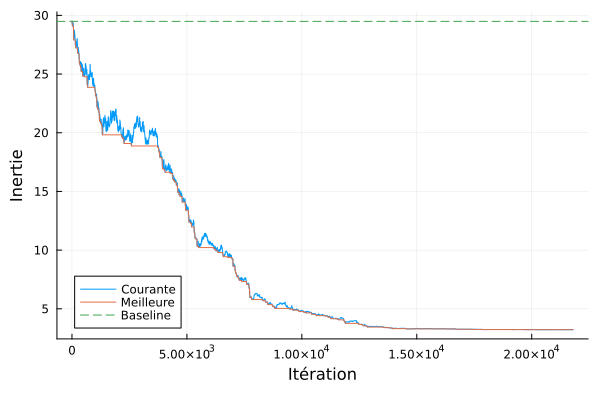 30
25
20
15
10
5
Inertie
Courante
Meilleure
Baseline
0
5.00×10³
1.00×10⁴
1.50×10⁴
2.00×10⁴
Itération